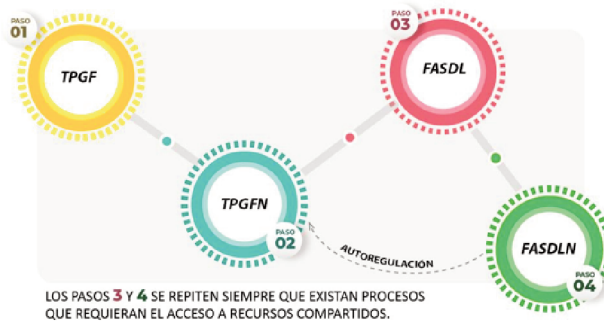 PASO
01
TPGF
PASO
03
FASDL
TPGFN
PASO
02
AUTOREGULACIÓN
FASDLN
PASO
04
LOS PASOS 3 Y 4 SE REPITEN SIEMPRE QUE EXISTAN PROCESOS
QUE REQUIERAN EL ACCESO A RECURSOS COMPARTIDOS.